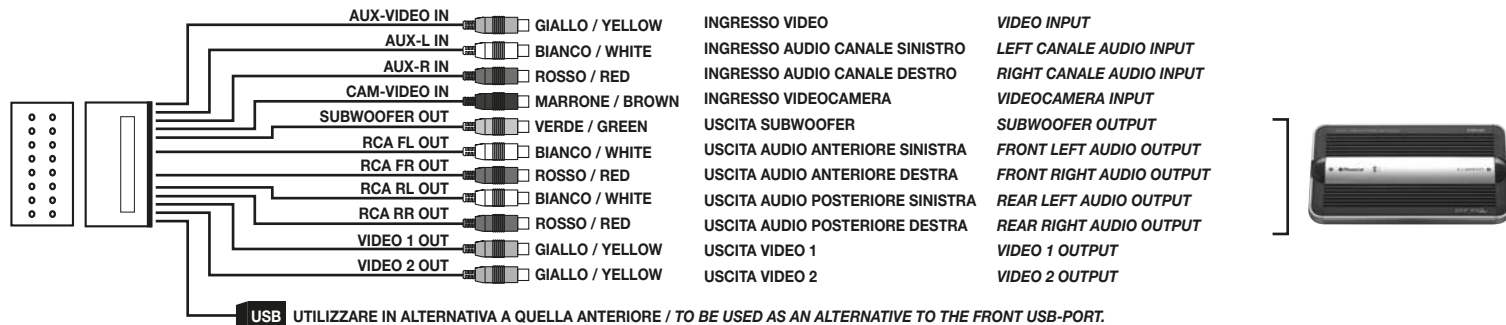 AUX-VIDEO IN GIALLO / YELLOW INGRESSO VIDEO VIDEO INPUT
AUX-L IN BIANCO / WHITE INGRESSO AUDIO CANALE SINISTRO LEFT CANALE AUDIO INPUT
AUX-R IN ROSSO / RED INGRESSO AUDIO CANALE DESTRO RIGHT CANALE AUDIO INPUT
CAM-VIDEO IN MARRONE / BROWN INGRESSO VIDEOCAMERA VIDEOCAMERA INPUT
SUBWOOFER OUT VERDE / GREEN USCITA SUBWOOFER SUBWOOFER OUTPUT
RCA FL OUT BIANCO / WHITE USCITA AUDIO ANTERIORE SINISTRA FRONT LEFT AUDIO OUTPUT
RCA FR OUT ROSSO / RED USCITA AUDIO ANTERIORE DESTRA FRONT RIGHT AUDIO OUTPUT
RCA RL OUT BIANCO / WHITE USCITA AUDIO POSTERIORE SINISTRA REAR LEFT AUDIO OUTPUT
RCA RR OUT ROSSO / RED USCITA AUDIO POSTERIORE DESTRA REAR RIGHT AUDIO OUTPUT
VIDEO 1 OUT GIALLO / YELLOW USCITA VIDEO 1 VIDEO 1 OUTPUT
VIDEO 2 OUT GIALLO / YELLOW USCITA VIDEO 2 VIDEO 2 OUTPUT
USB UTILIZZARE IN ALTERNATIVA A QUELLA ANTERIORE / TO BE USED AS AN ALTERNATIVE TO THE FRONT USB-PORT.
Phonocar